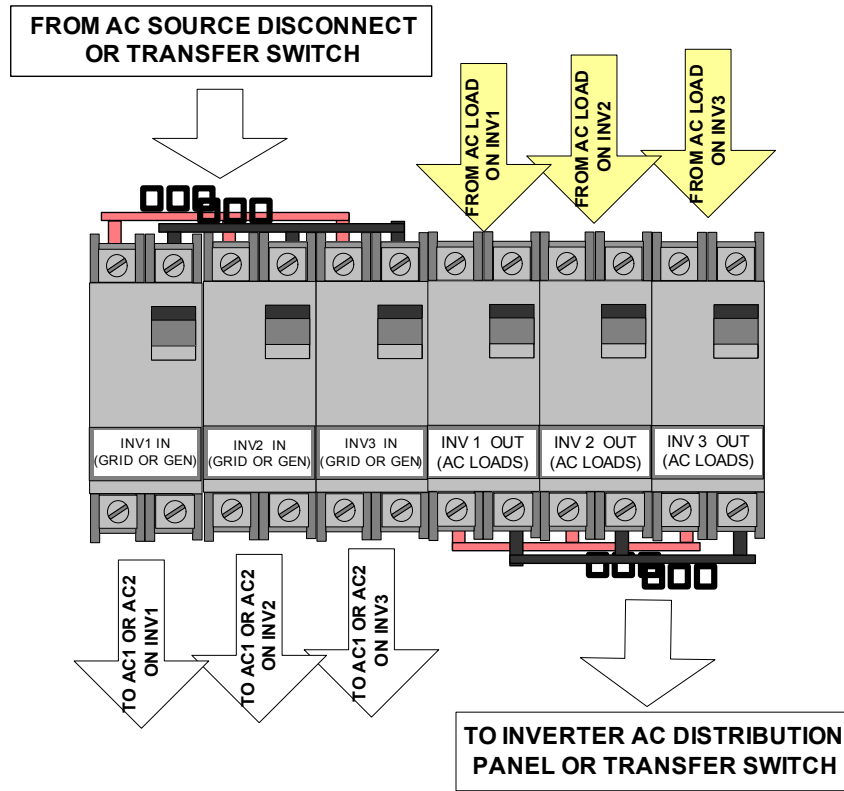 FROM AC SOURCE DISCONNECT
OR TRANSFER SWITCH
FROM AC LOAD
ON INV1
FROM AC LOAD
ON INV2
FROM AC LOAD
ON INV3
INV1 IN
(GRID OR GEN)
INV2 IN
(GRID OR GEN)
INV3 IN
(GRID OR GEN)
INV 1 OUT
(AC LOADS)
INV 2 OUT
(AC LOADS)
INV 3 OUT
(AC LOADS)
TO AC1 OR AC2
ON INV1
TO AC1 OR AC2
ON INV2
TO AC1 OR AC2
ON INV3
TO INVERTER AC DISTRIBUTION
PANEL OR TRANSFER SWITCH